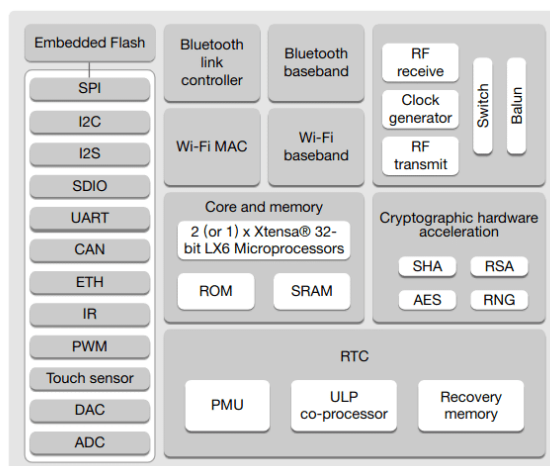 Embedded Flash
SPI
I2C
I2S
SDIO
UART
CAN
ETH
IR
PWM
Touch sensor
DAC
ADC
Bluetooth
link
controller
Bluetooth
baseband
Wi-Fi MAC
Wi-Fi
baseband
RF
receive
Clock
generator
RF
transmit
Switch
Balun
Core and memory
2 (or 1) x Xtensa® 32-
bit LX6 Microprocessors
ROM
SRAM
Cryptographic hardware
acceleration
SHA
RSA
AES
RNG
RTC
PMU
ULP
co-processor
Recovery
memory